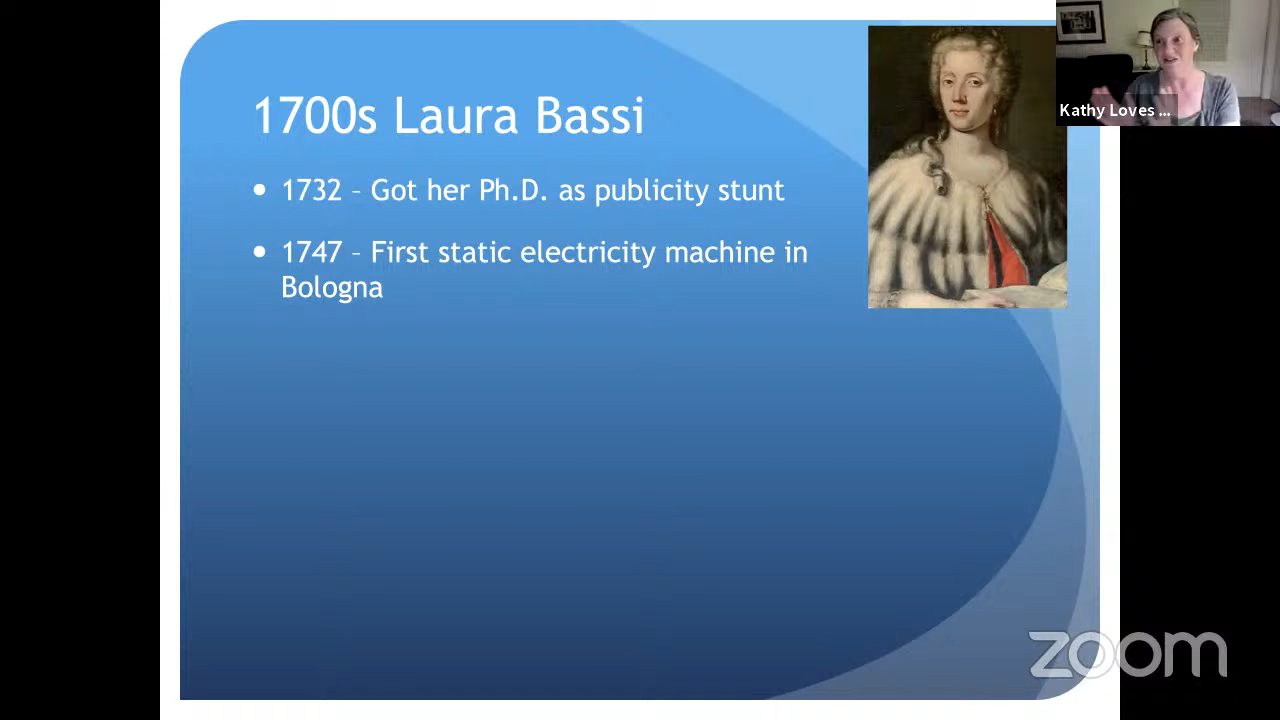 1700s Laura Bassi
• 1732 – Got her Ph.D. as publicity stunt
• 1747 – First static electricity machine in
Bologna
Kathy Loves ...
zoom